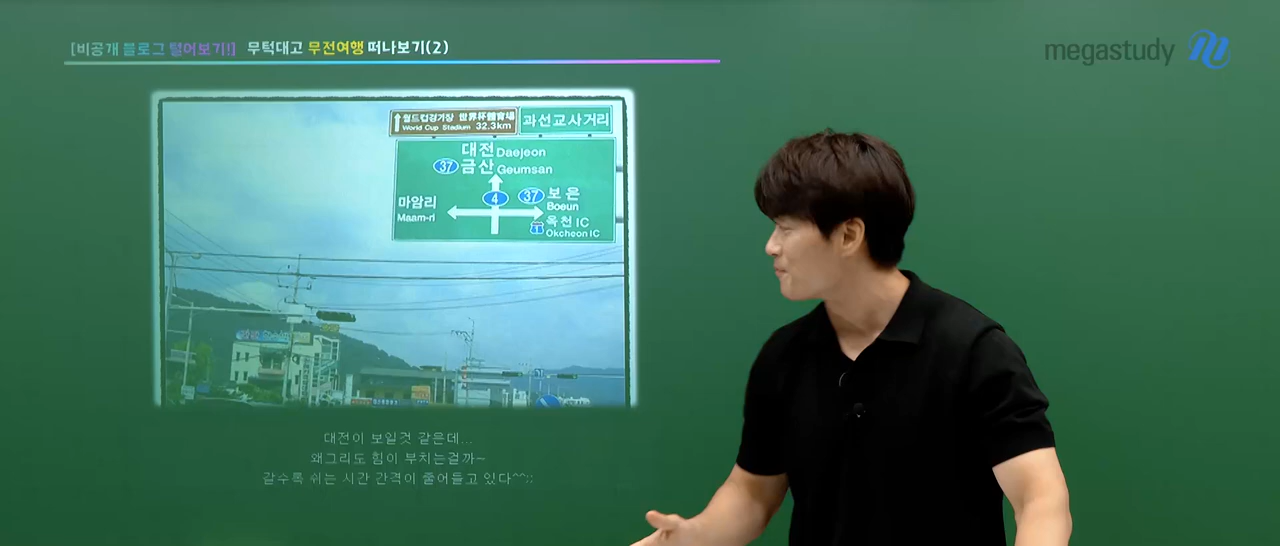 [비공개 블로그 털어보기!] 무턱대고 무전여행 떠나보기(2)
megastudy
월드컵경기장 世界杯體育場
World Cup Stadium 32.3km
과선교사거리
대전 Daejeon
37 금산 Geumsan
마암리
Maam-ri
4
37 보은
Boeun
옥천 IC
Okcheon IC
대전이 보일것 같은데...
왜그리도 힘이 부치는걸까~
갈수록 쉬는 시간 간격이 줄어들고 있다^^;;